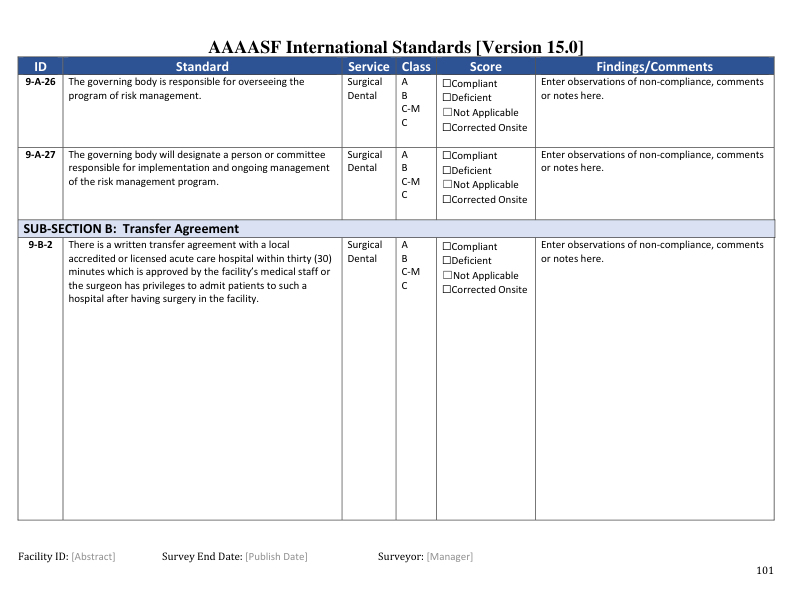 AAAASF International Standards [Version 15.0]
ID Standard Service Class Score Findings/Comments
9-A-26
The governing body is responsible for overseeing the
program of risk management.
Surgical
Dental
A
B
C-M
C
☐Compliant
☐Deficient
☐Not Applicable
☐Corrected Onsite
Enter observations of non-compliance, comments
or notes here.
9-A-27
The governing body will designate a person or committee
responsible for implementation and ongoing management
of the risk management program.
Surgical
Dental
A
B
C-M
C
☐Compliant
☐Deficient
☐Not Applicable
☐Corrected Onsite
Enter observations of non-compliance, comments
or notes here.
SUB-SECTION B: Transfer Agreement
9-B-2
There is a written transfer agreement with a local
accredited or licensed acute care hospital within thirty (30)
minutes which is approved by the facility's medical staff or
the surgeon has privileges to admit patients to such a
hospital after having surgery in the facility.
Surgical
Dental
A
B
C-M
C
☐Compliant
☐Deficient
☐Not Applicable
☐Corrected Onsite
Enter observations of non-compliance, comments
or notes here.
Facility ID: [Abstract] Survey End Date: [Publish Date] Surveyor: [Manager]
101